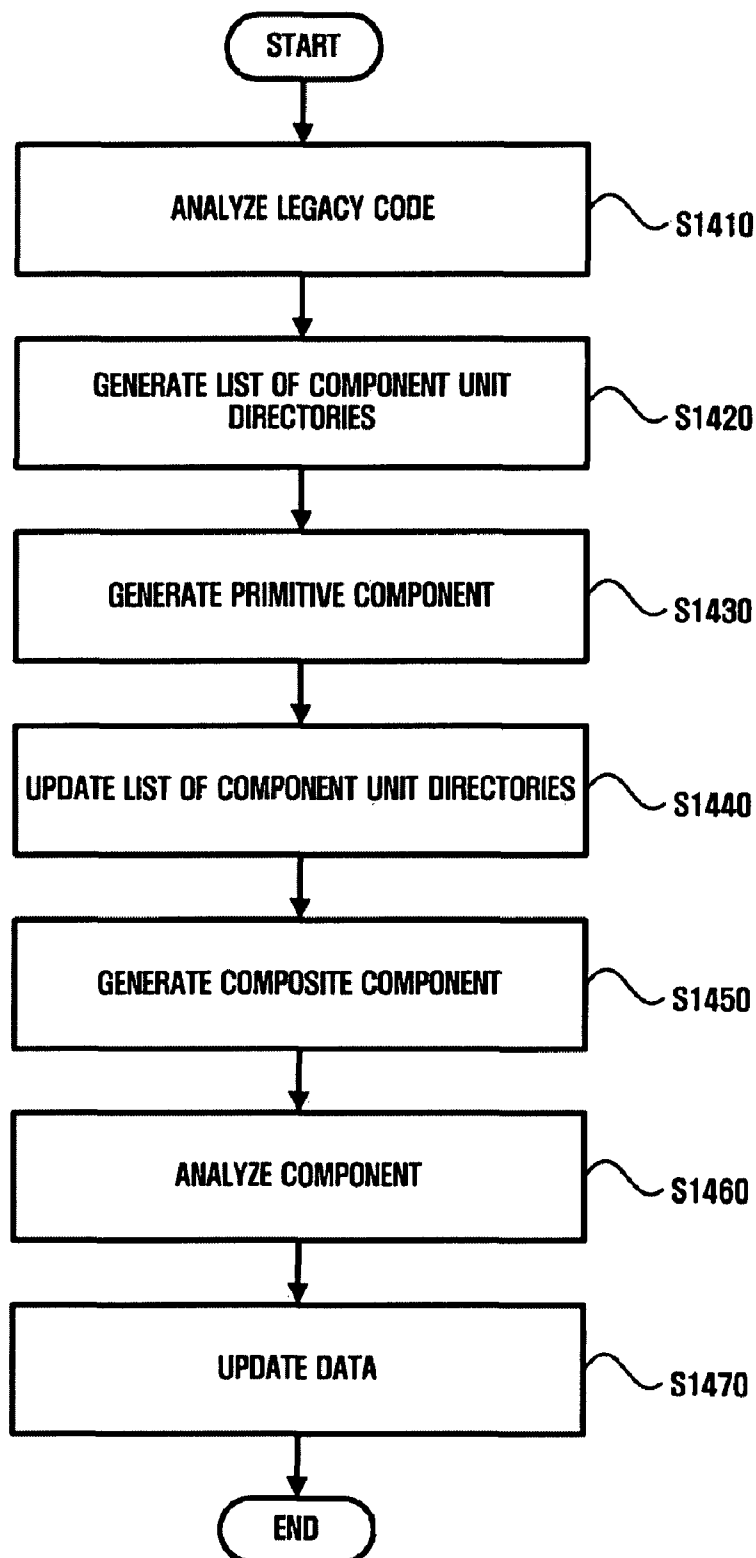 START
ANALYZE LEGACY CODE
S1410
GENERATE LIST OF COMPONENT UNIT
DIRECTORIES
S1420
GENERATE PRIMITIVE COMPONENT
S1430
UPDATE LIST OF COMPONENT UNIT DIRECTORIES
S1440
GENERATE COMPOSITE COMPONENT
S1450
ANALYZE COMPONENT
S1460
UPDATE DATA
S1470
END